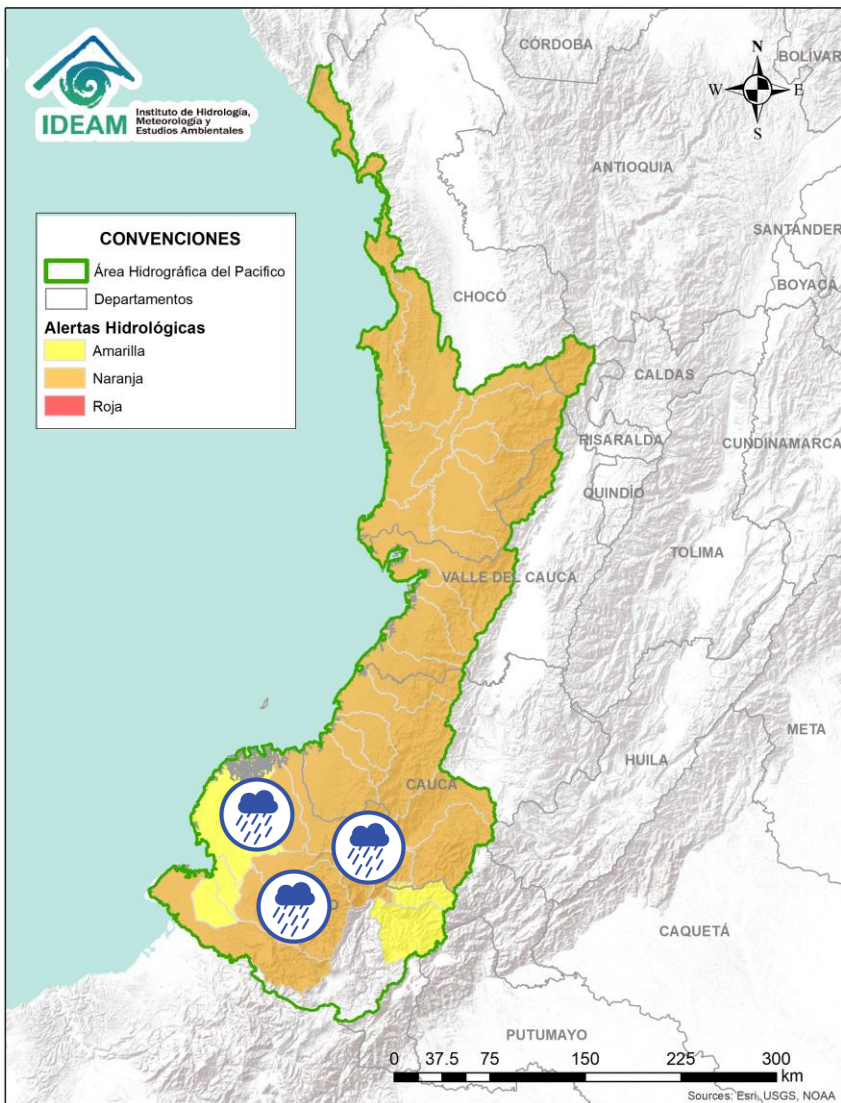 IDEAM
Instituto de Hidrología,
Meteorología y
Estudios Ambientales
CÓRDOBA
BOLÍVAR
N
W
E
S
ANTIOQUIA
SANTANDER
BOYACÁ
CONVENCIONES
Área Hidrográfica del Pacifico
Departamentos
Alertas Hidrológicas
Amarilla
Naranja
Roja
CHOCÓ
CALDAS
RISARALDA
CUNDINAMARCA
QUINDÍO
TOLIMA
VALLE DEL CAUCA
META
HUILA
CAUCA
CAQUETÁ
PUTUMAYO
0 37.5 75 150 225 300
km
Sources: Esri, USGS, NOAA